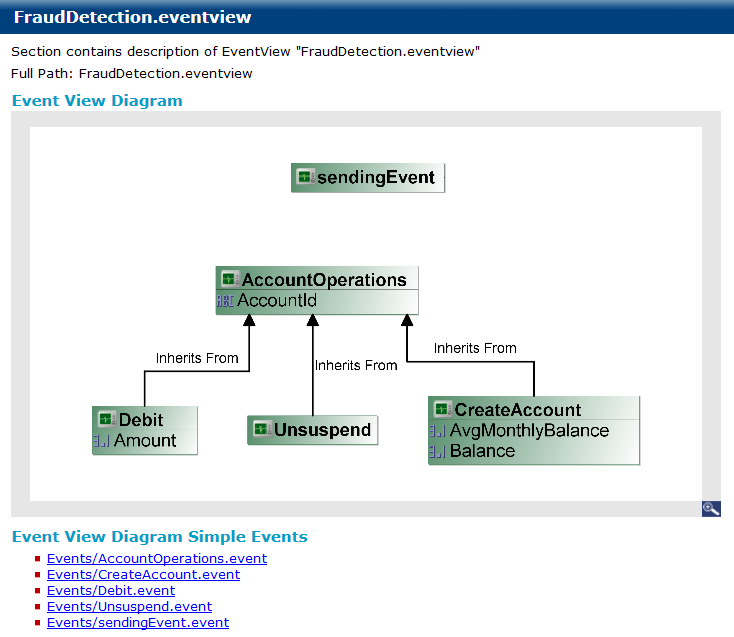 FraudDetection.eventview
Section contains description of EventView "FraudDetection.eventview"
Full Path: FraudDetection.eventview
Event View Diagram
sendingEvent
AccountOperations
ABC AccountId
Inherits From
Inherits From
Inherits From
Debit
Amount
Unsuspend
CreateAccount
AvgMonthlyBalance
Balance
Event View Diagram Simple Events
Events/AccountOperations.event
Events/CreateAccount.event
Events/Debit.event
Events/Unsuspend.event
Events/sendingEvent.event